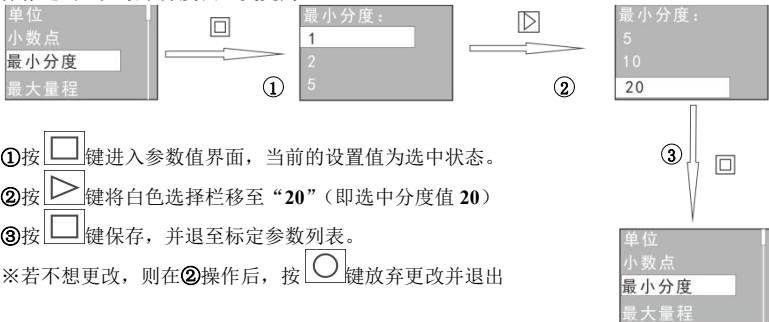 单位
小数点
最小分度
最大量程
①
最小分度：
1
2
5
②
最小分度：
5
10
20
①按键进入参数值界面，当前的设置值为选中状态。
②按键将白色选择栏移至“20”（即选中分度值 20）
③按键保存，并退至标定参数列表。
※若不想更改，则在②操作后，按键放弃更改并退出
③
单位
小数点
最小分度
最大量程